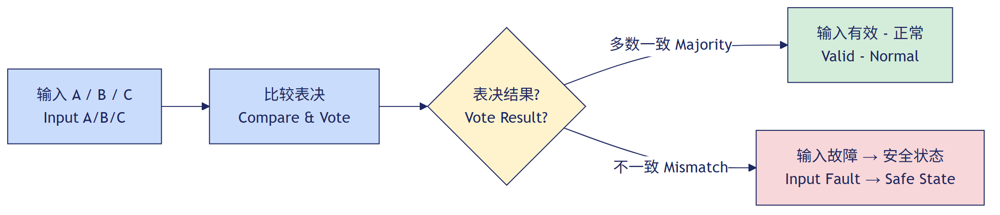 输入 A / B / C
Input A/B/C
比较表决
Compare & Vote
表决结果?
Vote Result?
多数一致 Majority
输入有效 - 正常
Valid - Normal
不一致 Mismatch
输入故障 → 安全状态
Input Fault → Safe State